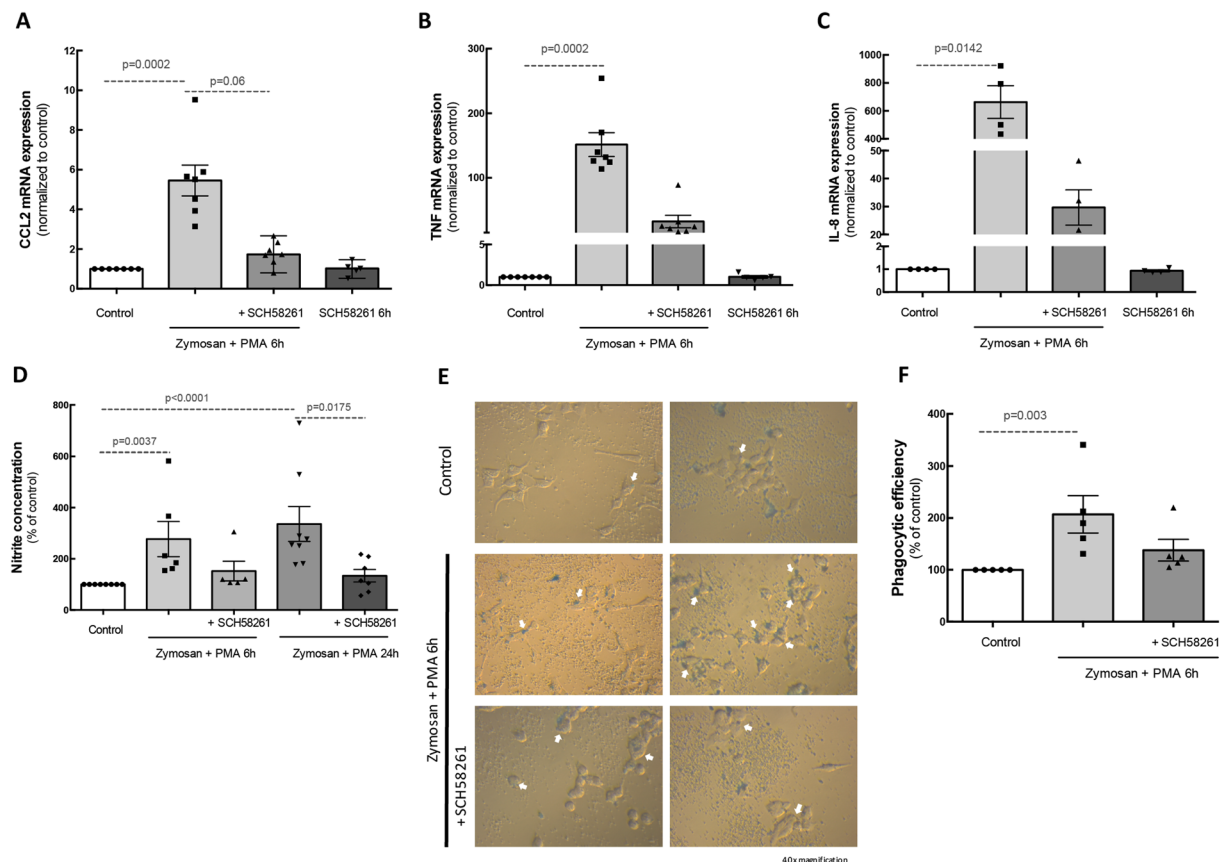 A
CCL2 mRNA expression
(normalized to control)
12
10
8
6
4
2
0
p=0.0002
p=0.06
Control
+ SCH58261
SCH58261 6h
Zymosan + PMA 6h
B
TNF mRNA expression
(normalized to control)
300
200
100
1
0
p=0.0002
Control
+ SCH58261
SCH58261 6h
Zymosan + PMA 6h
C
IL-8 mRNA expression
(normalized to control)
1000
800
600
400
50
40
30
20
2
1
0
p=0.0142
Control
+ SCH58261
SCH58261 6h
Zymosan + PMA 6h
D
Nitrite concentration
(% of control)
800
600
400
200
0
p<0.0001
p=0.0175
p=0.0037
Control
+ SCH58261
+ SCH58261
Zymosan + PMA 6h
Zymosan + PMA 24h
E
Control
Zymosan + PMA 6h
+ SCH58261
40x magnification
F
Phagocytic efficiency
(% of control)
400
300
200
100
0
p=0.003
Control
+ SCH58261
Zymosan + PMA 6h